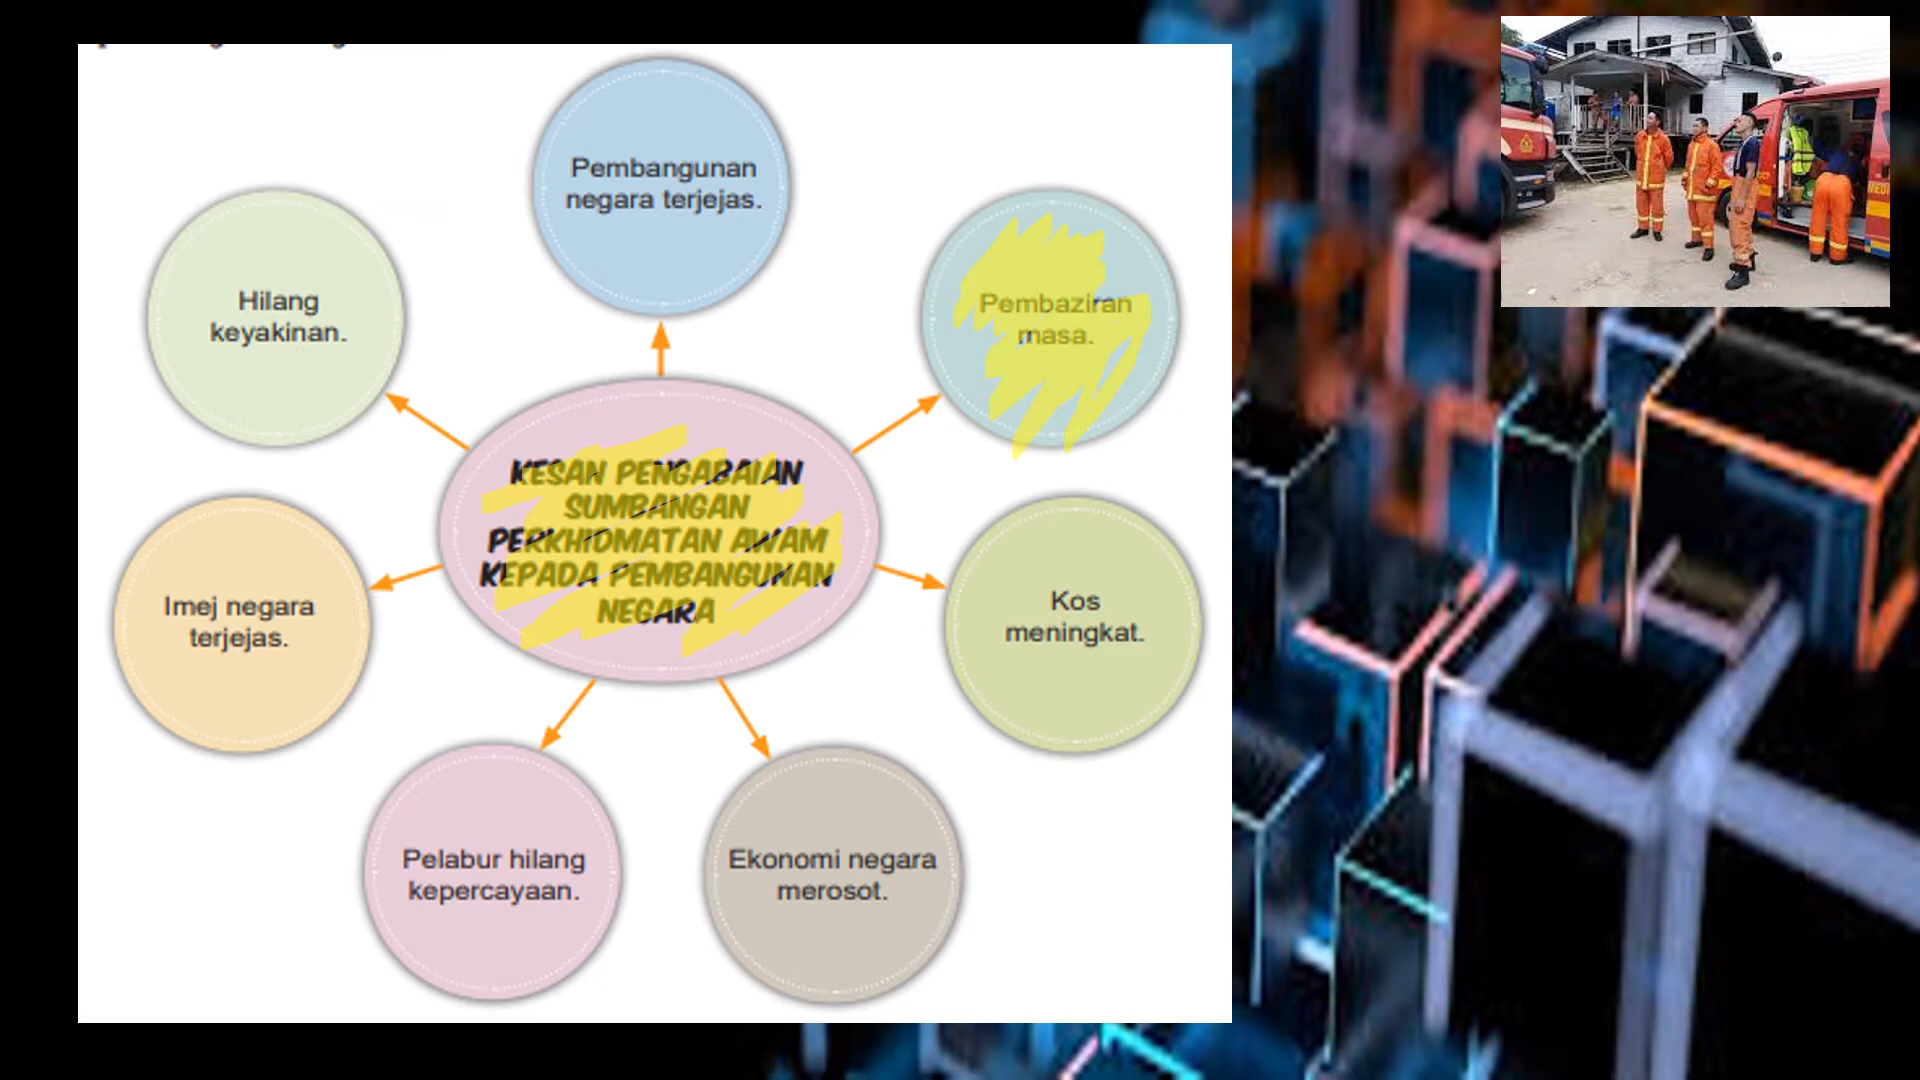 Pembangunan
negara terjejas.
Hilang
keyakinan.
Pembaziran
masa.
KESAN PENGABAIAN
SUMBANGAN
PERKHIDMATAN AWAM
KEPADA PEMBANGUNAN
NEGARA
Imej negara
terjejas.
Kos
meningkat.
Pelabur hilang
kepercayaan.
Ekonomi negara
merosot.